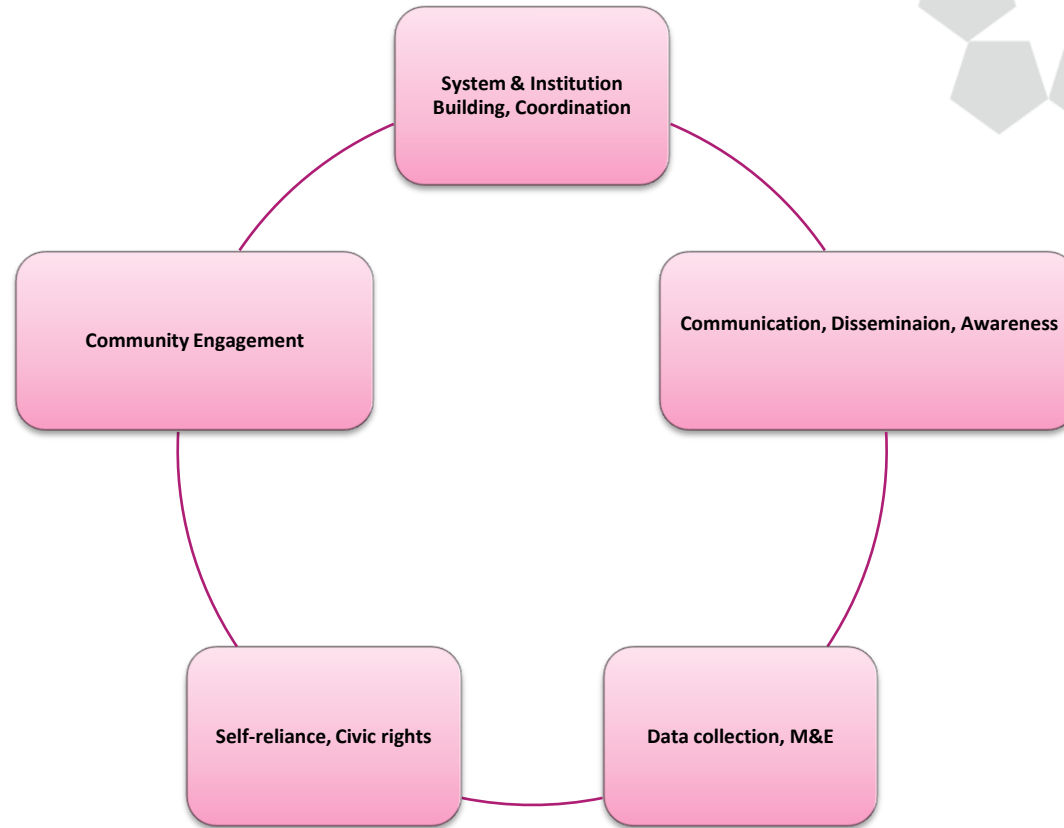 System & Institution
Building, Coordination
Communication, Disseminaion, Awareness
Community Engagement
Self-reliance, Civic rights
Data collection, M&E